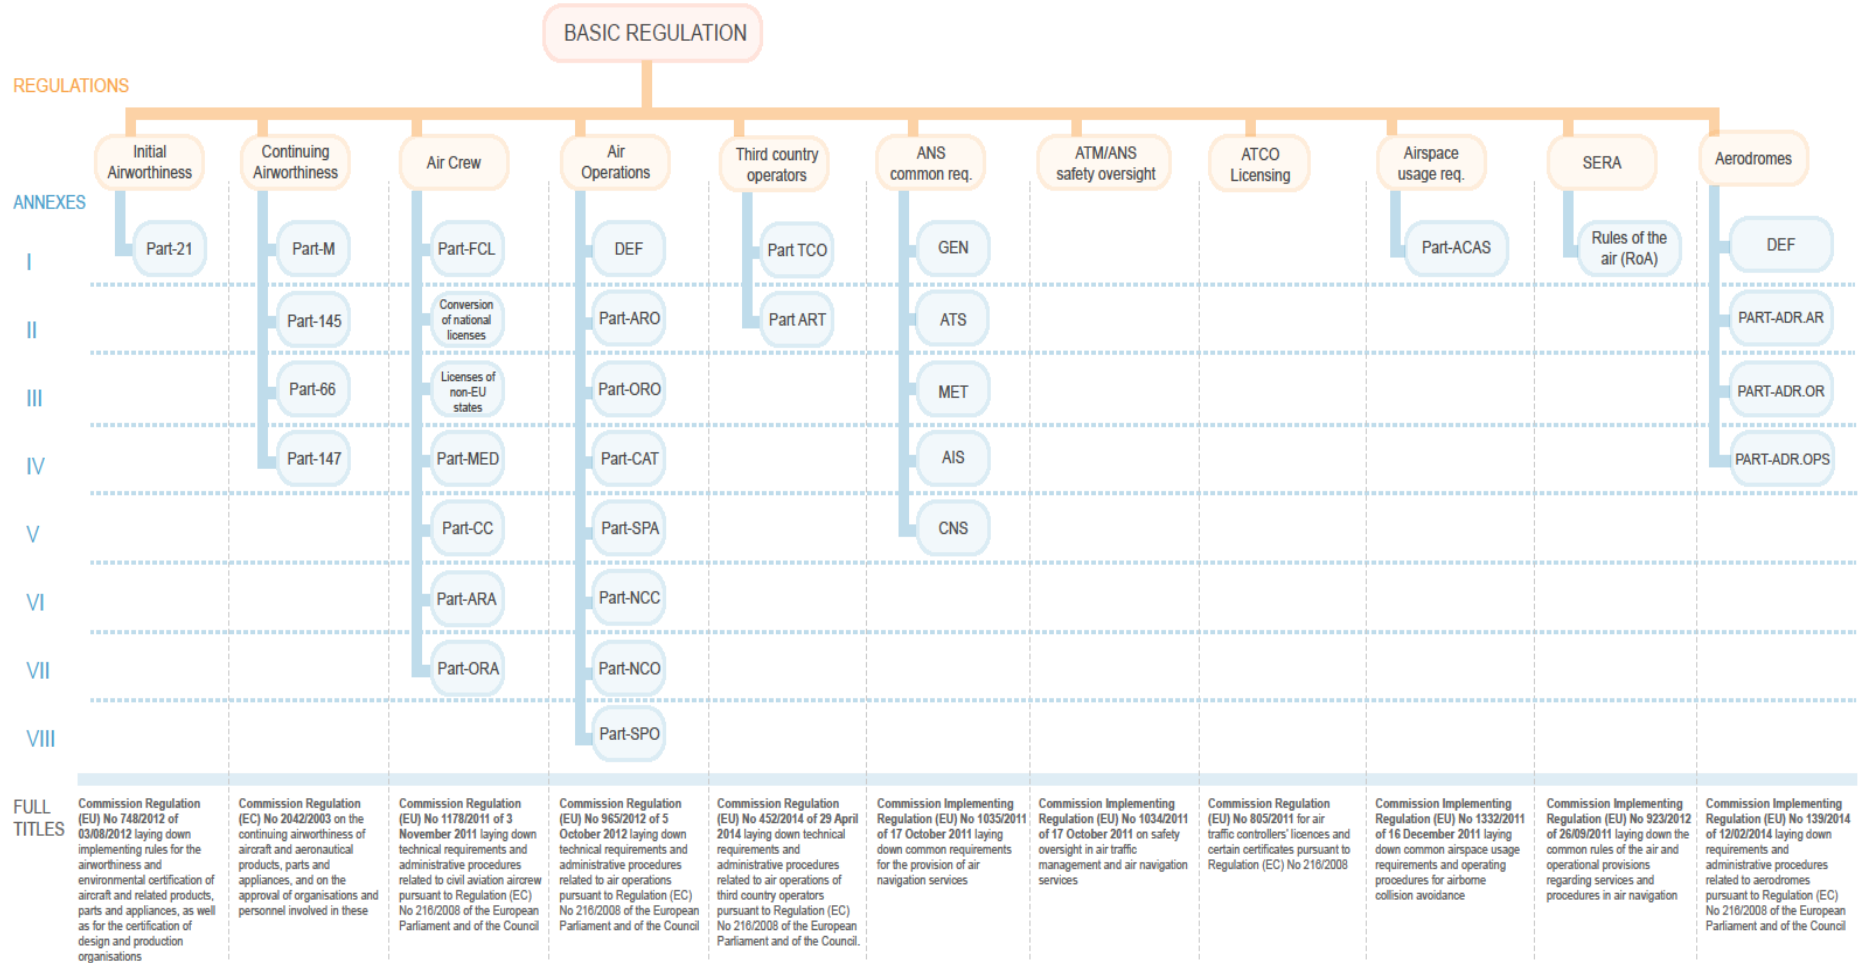 BASIC REGULATION
REGULATIONS
Initial
Airworthiness
Continuing
Airworthiness
Air Crew
Air
Operations
Third country
operators
ANS
common req.
ATM/ANS
safety oversight
ATCO
Licensing
Airspace
usage req.
SERA
Aerodromes
ANNEXES
I
Part-21
Part-M
Part-FCL
DEF
Part TCO
GEN
Part-ACAS
Rules of the
air (RoA)
DEF
II
Part-145
Conversion
of national
licenses
Part-ARO
Part ART
ATS
PART-ADR.AR
III
Part-66
Licenses of
non-EU
states
Part-ORO
MET
PART-ADR.OR
IV
Part-147
Part-MED
Part-CAT
AIS
PART-ADR.OPS
V
Part-CC
Part-SPA
CNS
VI
Part-ARA
Part-NCC
VII
Part-ORA
Part-NCO
VIII
Part-SPO
FULL
TITLES
Commission Regulation
(EU) No 748/2012 of
03/08/2012 laying down
implementing rules for the
airworthiness and
environmental certification of
aircraft and related products,
parts and appliances, as well
as for the certification of
design and production
organisations
Commission Regulation
(EC) No 2042/2003 on the
continuing airworthiness of
aircraft and aeronautical
products, parts and
appliances, and on the
approval of organisations and
personnel involved in these
Commission Regulation
(EU) No 1178/2011 of 3
November 2011 laying down
technical requirements and
administrative procedures
related to civil aviation aircrew
pursuant to Regulation (EC)
No 216/2008 of the European
Parliament and of the Council
Commission Regulation
(EU) No 965/2012 of 5
October 2012 laying down
technical requirements and
administrative procedures
related to air operations
pursuant to Regulation (EC)
No 216/2008 of the European
Parliament and of the Council
Commission Regulation
(EU) No 452/2014 of 29 April
2014 laying down technical
requirements and
administrative procedures
related to air operations of
third country operators
pursuant to Regulation (EC)
No 216/2008 of the European
Parliament and of the Council.
Commission Implementing
Regulation (EU) No 1035/2011
of 17 October 2011 laying
down common requirements
for the provision of air
navigation services
Commission Implementing
Regulation (EU) No 1034/2011
of 17 October 2011 on safety
oversight in air traffic
management and air navigation
services
Commission Regulation
(EU) No 805/2011 for air
traffic controllers' licences and
certain certificates pursuant to
Regulation (EC) No 216/2008
Commission Implementing
Regulation (EU) No 1332/2011
of 16 December 2011 laying
down common airspace usage
requirements and operating
procedures for airborne
collision avoidance
Commission Implementing
Regulation (EU) No 923/2012
of 26/09/2011 laying down the
common rules of the air and
operational provisions
regarding services and
procedures in air navigation
Commission Implementing
Regulation (EU) No 139/2014
of 12/02/2014 laying down
requirements and
administrative procedures
related to aerodromes
pursuant to Regulation (EC)
No 216/2008 of the European
Parliament and of the Council